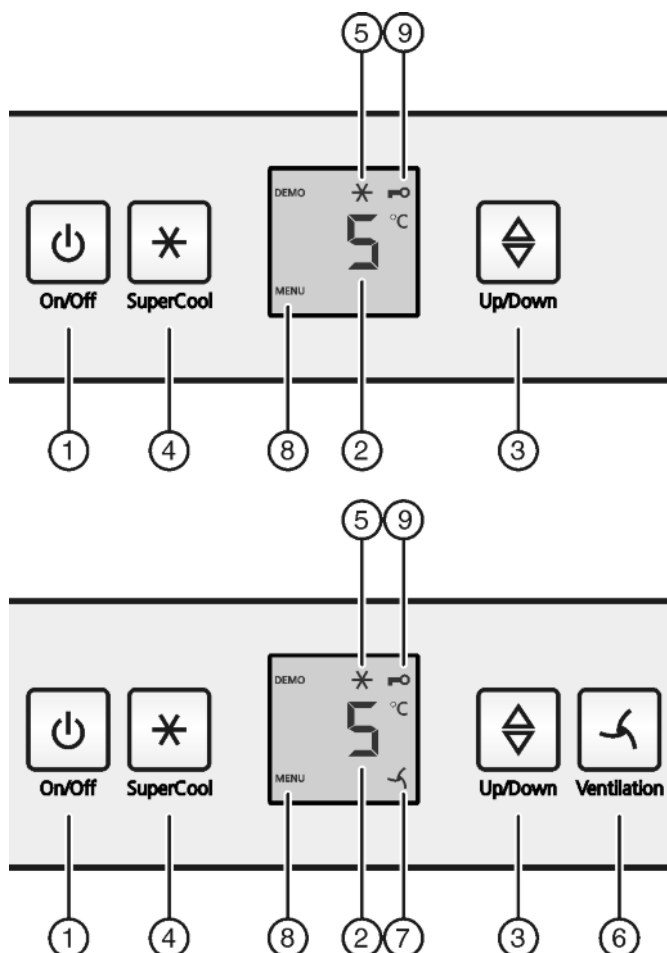 5 9
DEMO
5 °C
MENU
On/Off SuperCool Up/Down
1 4 8 2 3
5 9
DEMO
5 °C
MENU
On/Off SuperCool Up/Down Ventilation
1 4 8 2 7 3 6